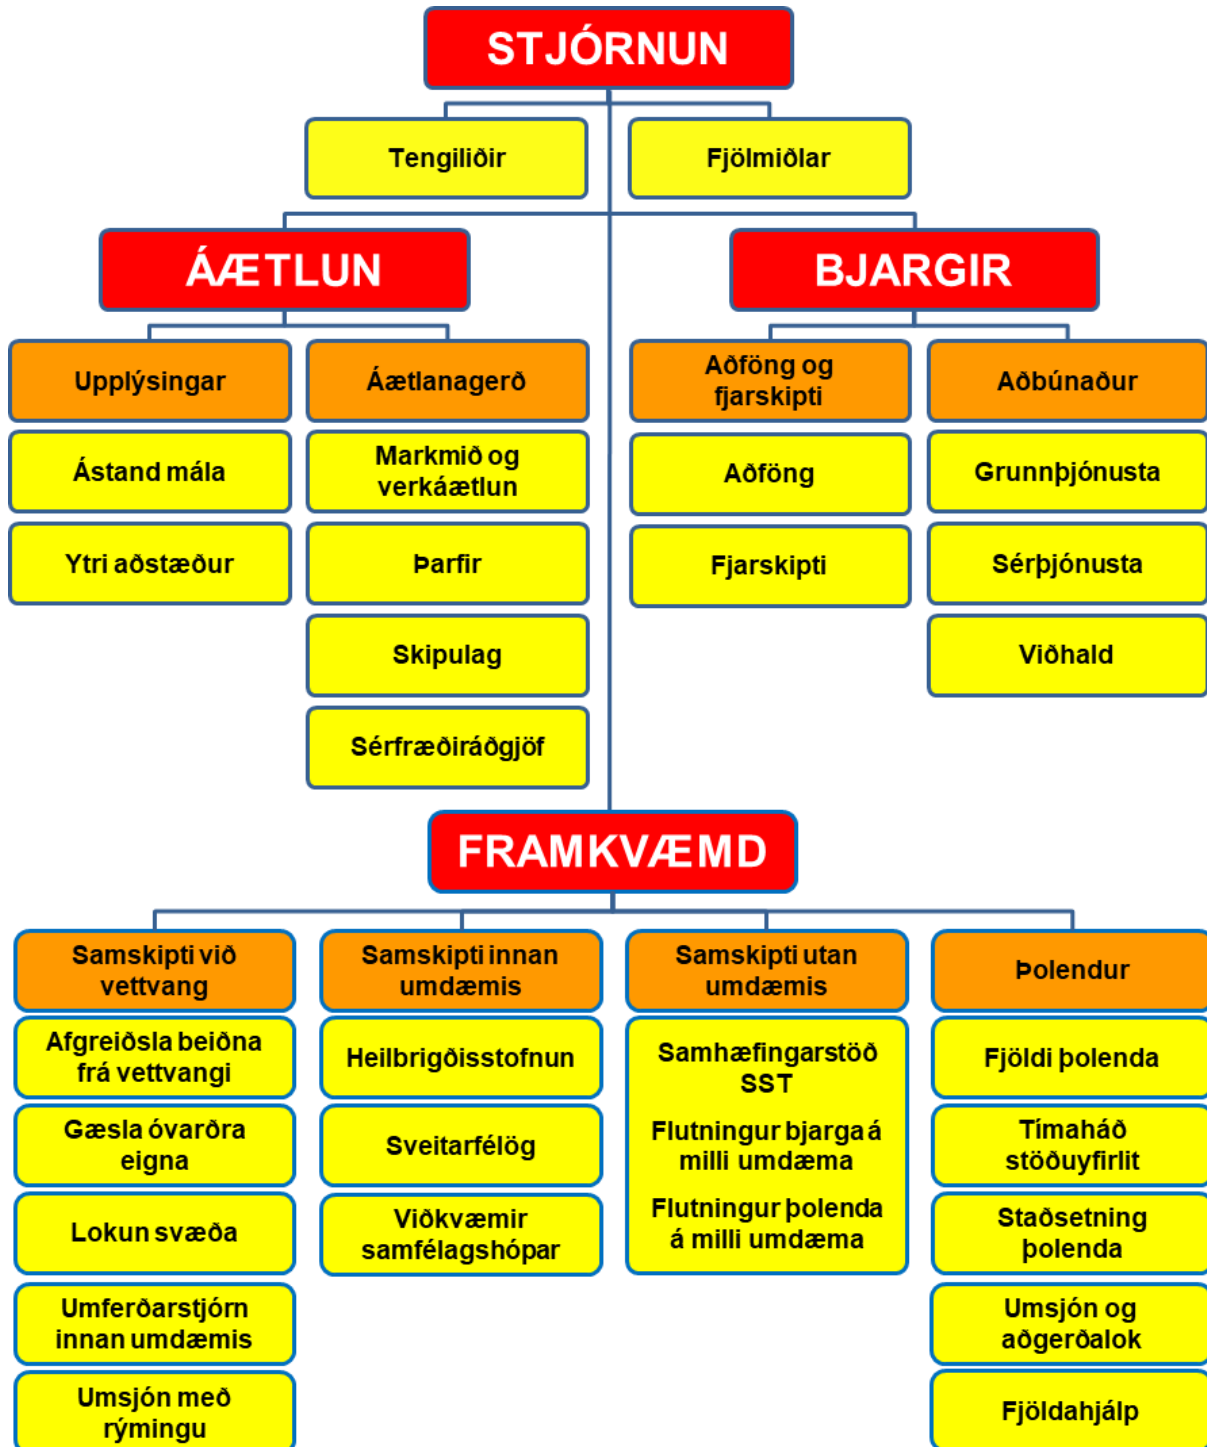 STJÓRNUN
Tengiliðir
Fjölmiðlar
ÁÆTLUN
BJARGIR
Upplýsingar
Ástand mála
Ytri aðstæður
Áætlanagerð
Markmið og
verkáætlun
Þarfir
Skipulag
Sérfræðiráðgjöf
Aðföng og
fjarskipti
Aðföng
Fjarskipti
Aðbúnaður
Grunnþjónusta
Sérþjónusta
Viðhald
FRAMKVÆMD
Samskipti við
vettvang
Afgreiðsla beiðna
frá vettvangi
Gæsla óvarðra
eigna
Lokun svæða
Umferðarstjórn
innan umdæmis
Umsjón með
rýmingu
Samskipti innan
umdæmis
Heilbrigðisstofnun
Sveitarfélög
Viðkvæmir
samfélagshópar
Samskipti utan
umdæmis
Samhæfingarstöð
SST
Flutningur bjarga á
milli umdæma
Flutningur þolenda
á milli umdæma
Þolendur
Fjöldi þolenda
Tímaháð
stöðuyfirlit
Staðsetning
þolenda
Umsjón og
aðgerðalok
Fjöldahjálp